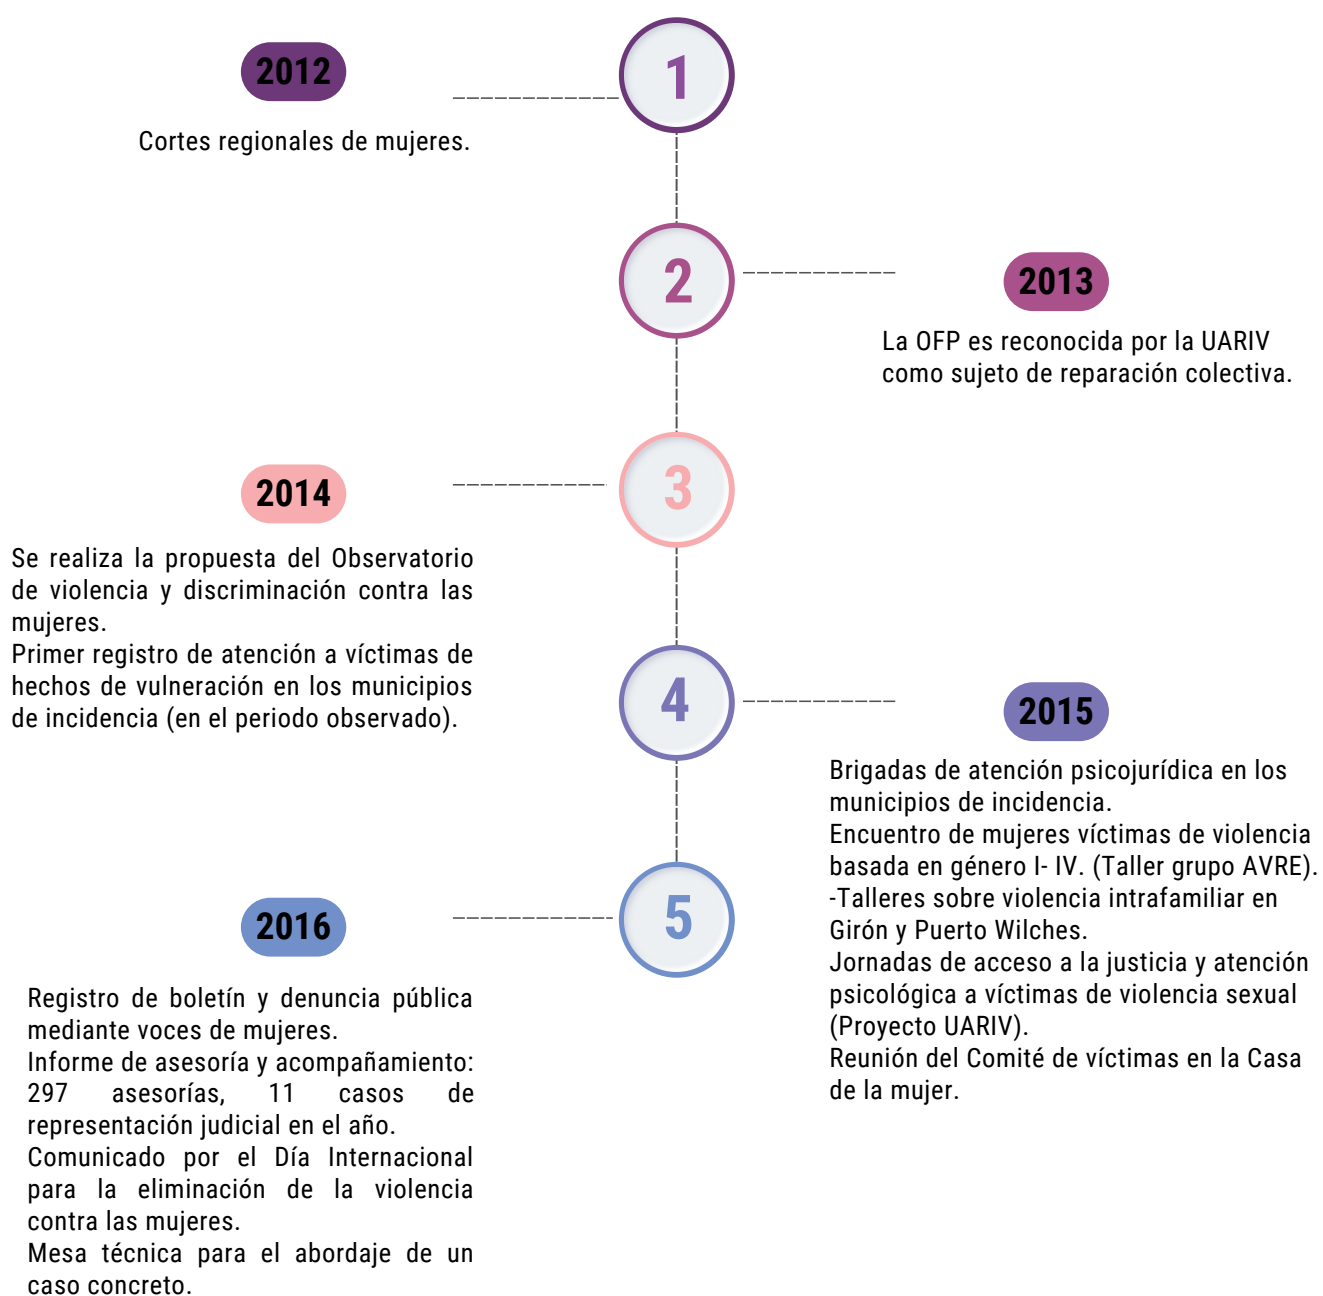 2012
1
Cortes regionales de mujeres.
2
2013
La OFP es reconocida por la UARIV
como sujeto de reparación colectiva.
2014
3
Se realiza la propuesta del Observatorio
de violencia y discriminación contra las
mujeres.
Primer registro de atención a víctimas de
hechos de vulneración en los municipios
de incidencia (en el periodo observado).
4
2015
Brigadas de atención psicojurídica en los
municipios de incidencia.
Encuentro de mujeres víctimas de violencia
basada en género I- IV. (Taller grupo AVRE).
-Talleres sobre violencia intrafamiliar en
Girón y Puerto Wilches.
Jornadas de acceso a la justicia y atención
psicológica a víctimas de violencia sexual
(Proyecto UARIV).
Reunión del Comité de víctimas en la Casa
de la mujer.
2016
5
Registro de boletín y denuncia pública
mediante voces de mujeres.
Informe de asesoría y acompañamiento:
297 asesorías, 11 casos de
representación judicial en el año.
Comunicado por el Día Internacional
para la eliminación de la violencia
contra las mujeres.
Mesa técnica para el abordaje de un
caso concreto.